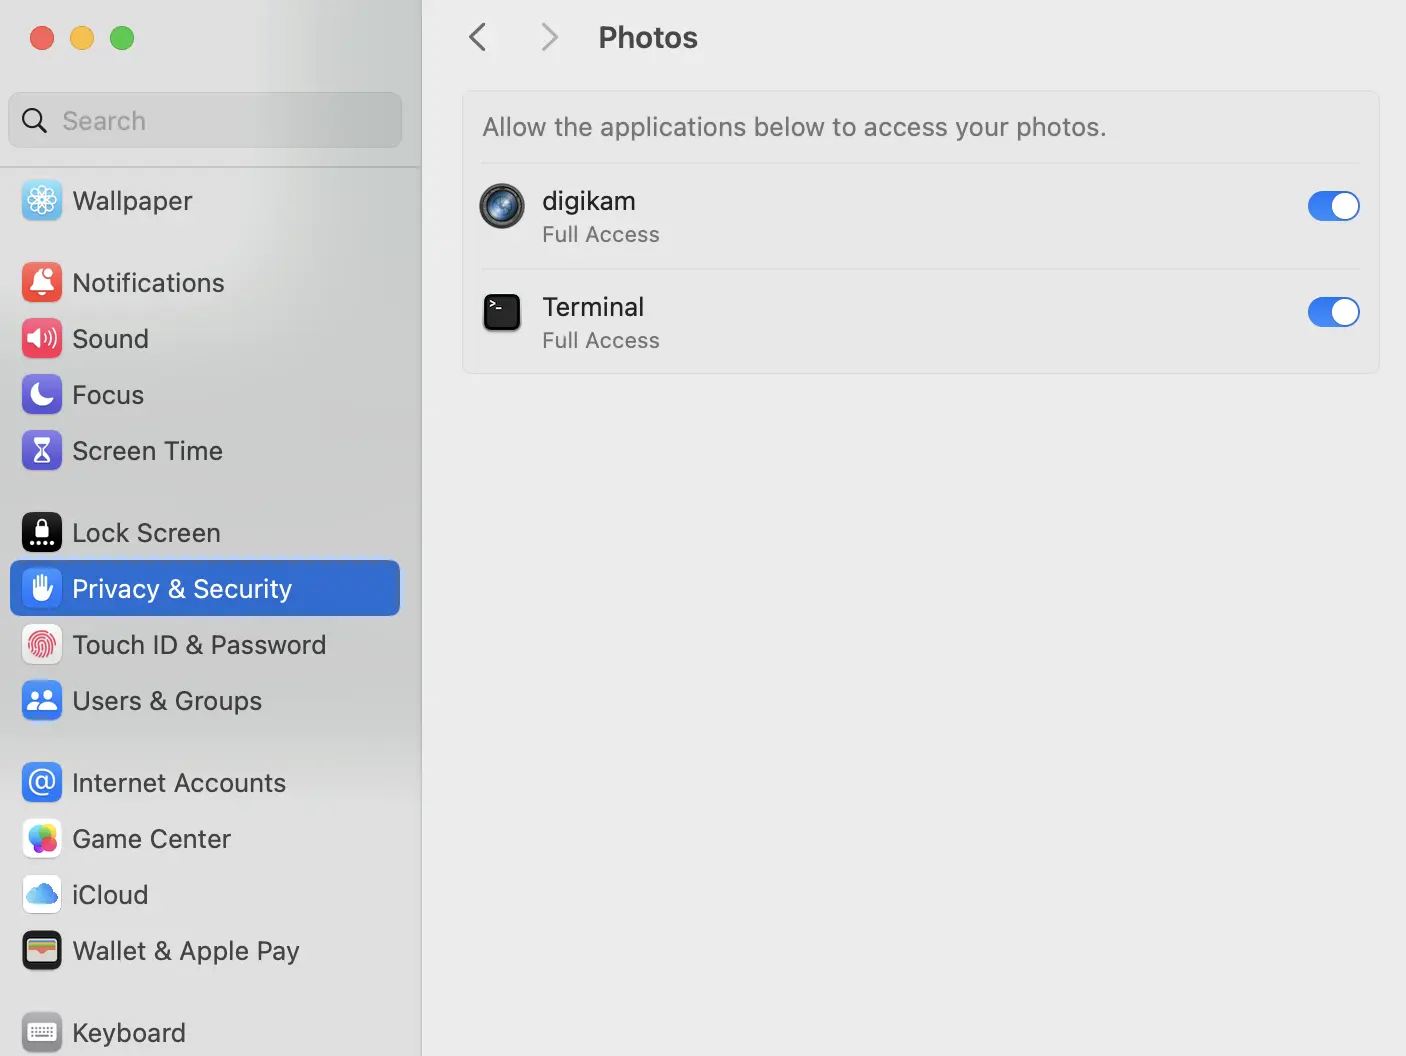 Photos
Search
Allow the applications below to access your photos.
Wallpaper
digikam
Full Access
Notifications
Terminal
Sound
Full Access
Focus
Screen Time
Lock Screen
Privacy & Security
Touch ID & Password
Users & Groups
Internet Accounts
Game Center
iCloud
Wallet & Apple Pay
Keyboard